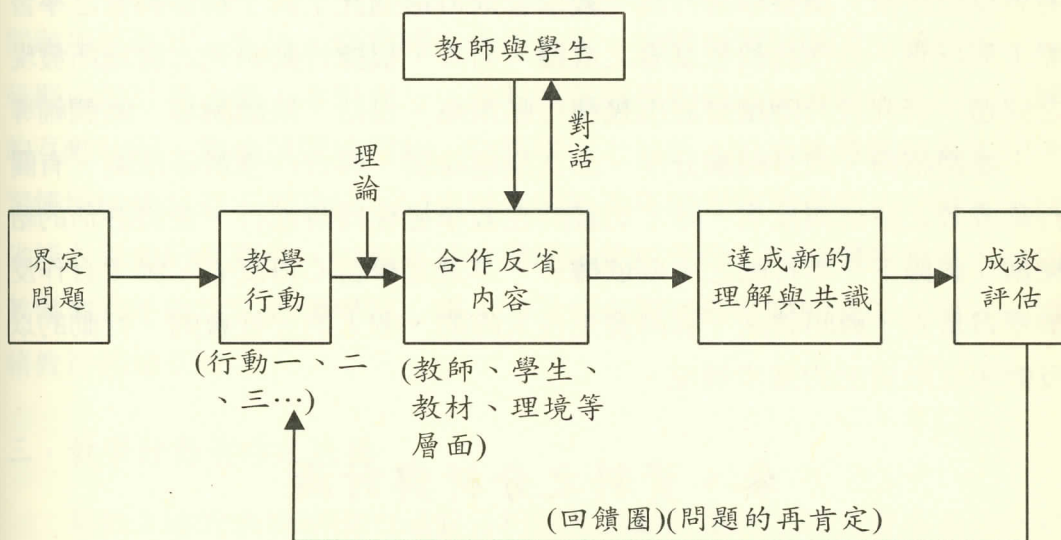 教師與學生
對話
理論
界定
問題
教學
行動
合作反省
內容
達成新的
理解與共識
成效
評估
(行動一、二
、三…)
(教師、學生、
教材、理境等
層面)
(回饋圈)(問題的再肯定)